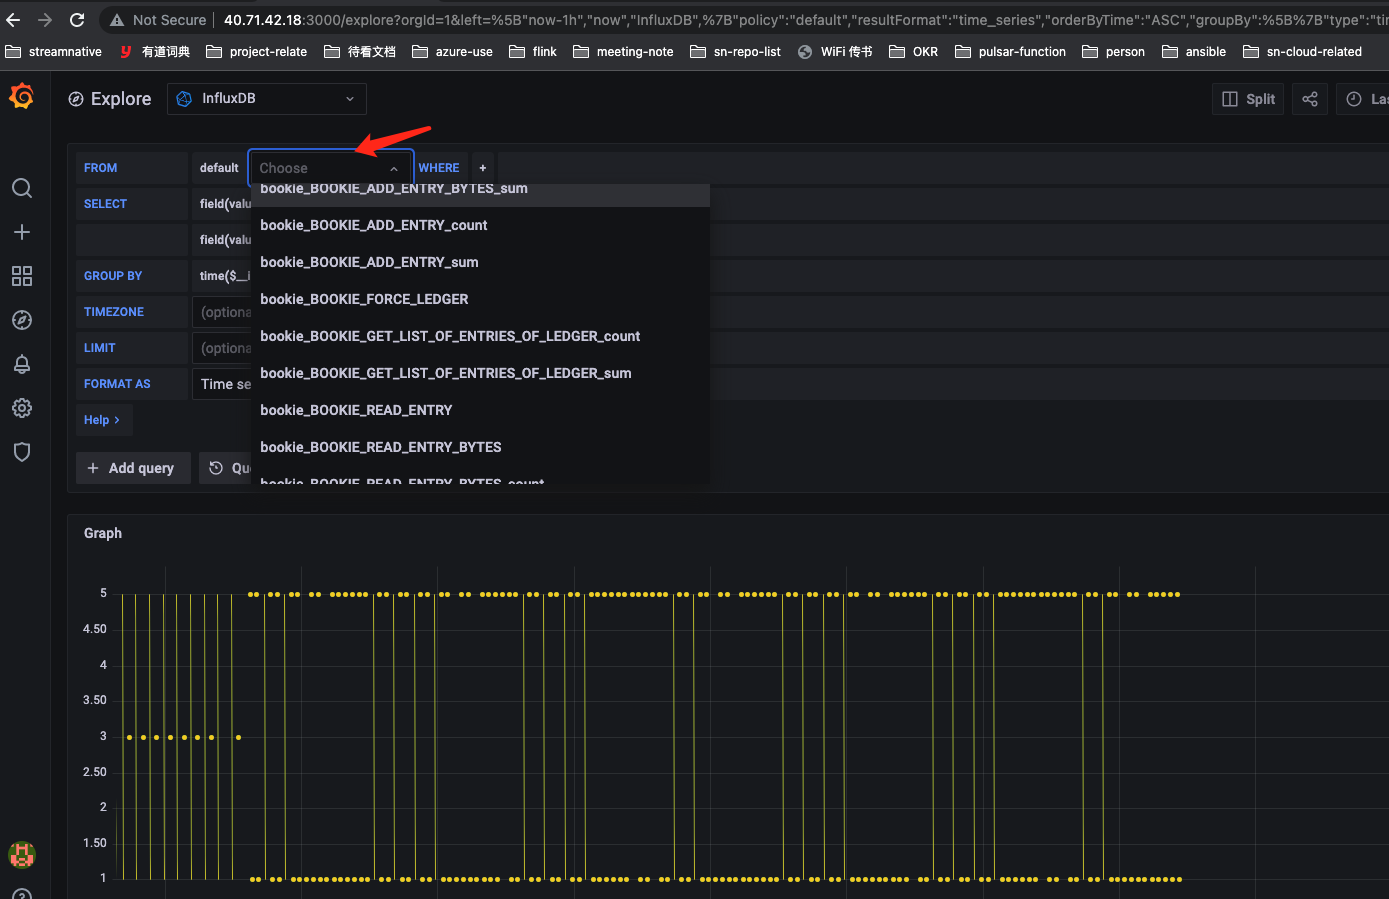 Not Secure | 40.71.42.18:3000/explore?orgId=1&left=%5B"now-1h","now","InfluxDB",%7B"policy":"default","resultFormat":"time_series","orderByTime":"ASC","groupBy":%5B%7B"type":"tim
streamnative 有道词典 project-relate 待看文档 azure-use flink meeting-note sn-repo-list WiFi 传书 OKR pulsar-function person ansible sn-cloud-related
Explore InfluxDB Split
FROM default Choose WHERE +
bookie_BOOKIE_ADD_ENTRY_BYTES_sum
SELECT field(valu
bookie_BOOKIE_ADD_ENTRY_count
field(valu
bookie_BOOKIE_ADD_ENTRY_sum
GROUP BY time($__i
bookie_BOOKIE_FORCE_LEDGER
TIMEZONE (optiona
bookie_BOOKIE_GET_LIST_OF_ENTRIES_OF_LEDGER_count
LIMIT (optiona
bookie_BOOKIE_GET_LIST_OF_ENTRIES_OF_LEDGER_sum
FORMAT AS Time se
bookie_BOOKIE_READ_ENTRY
Help >
bookie_BOOKIE_READ_ENTRY_BYTES
+ Add query
bookie_BOOKIE_READ_ENTRY_BYTES_count
Graph
5
4.50
4
3.50
3
2.50
2
1.50
1